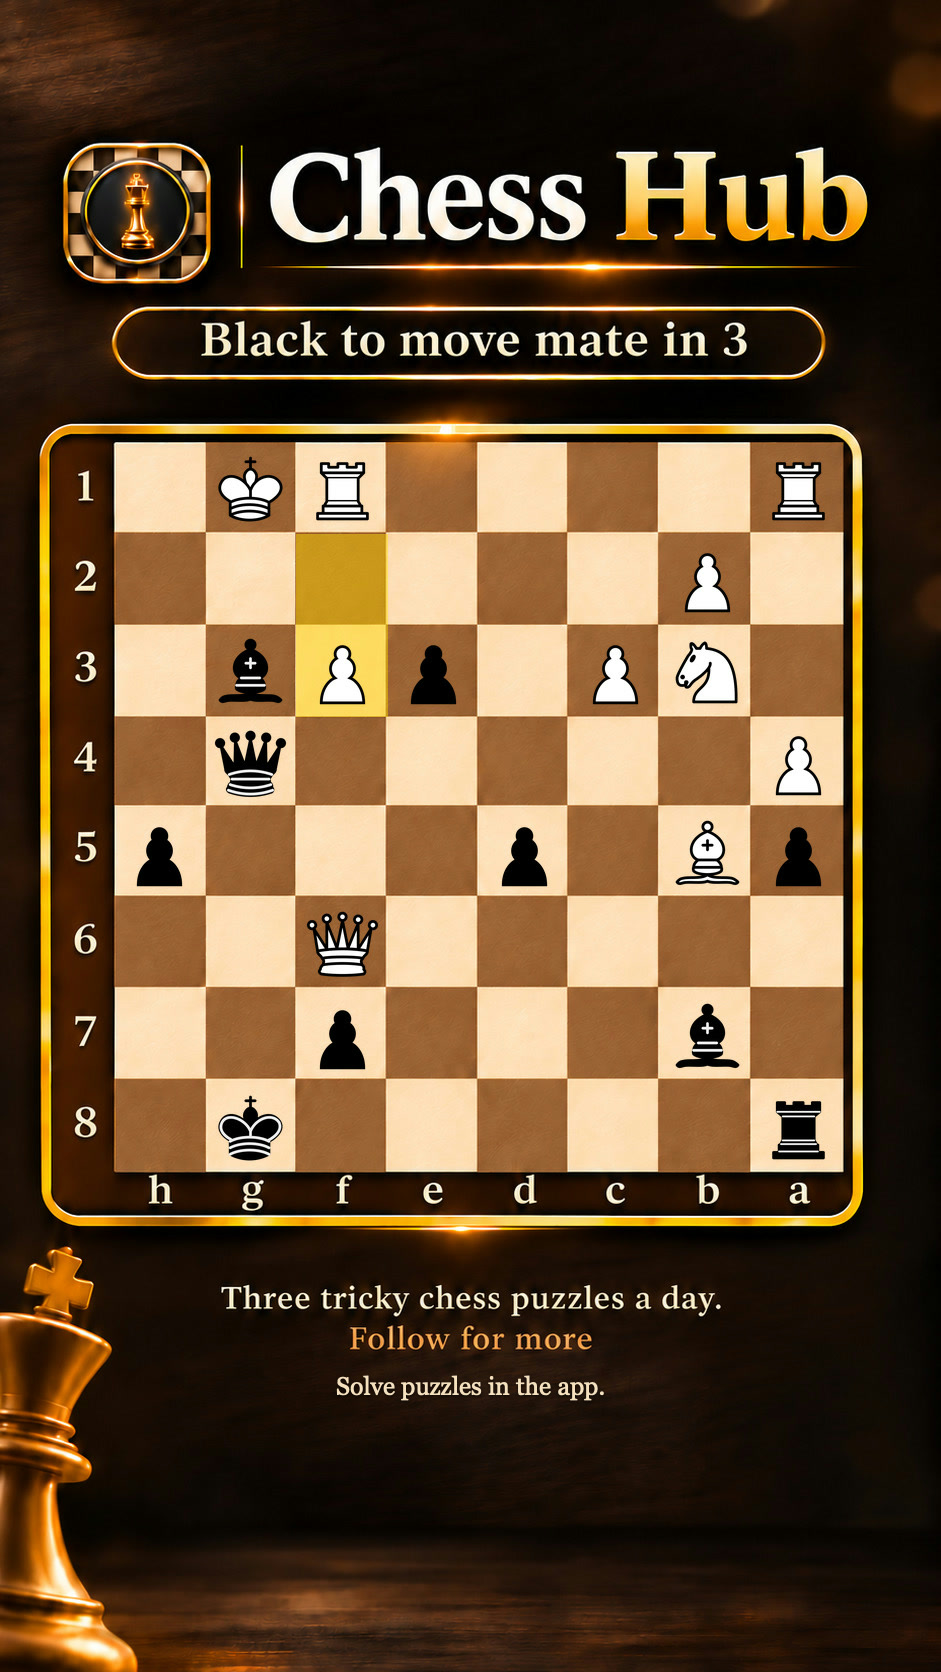 Chess Hub
Black to move mate in 3
1
2
3
4
5
6
7
8
h g f e d c b a
Three tricky chess puzzles a day.
Follow for more
Solve puzzles in the app.